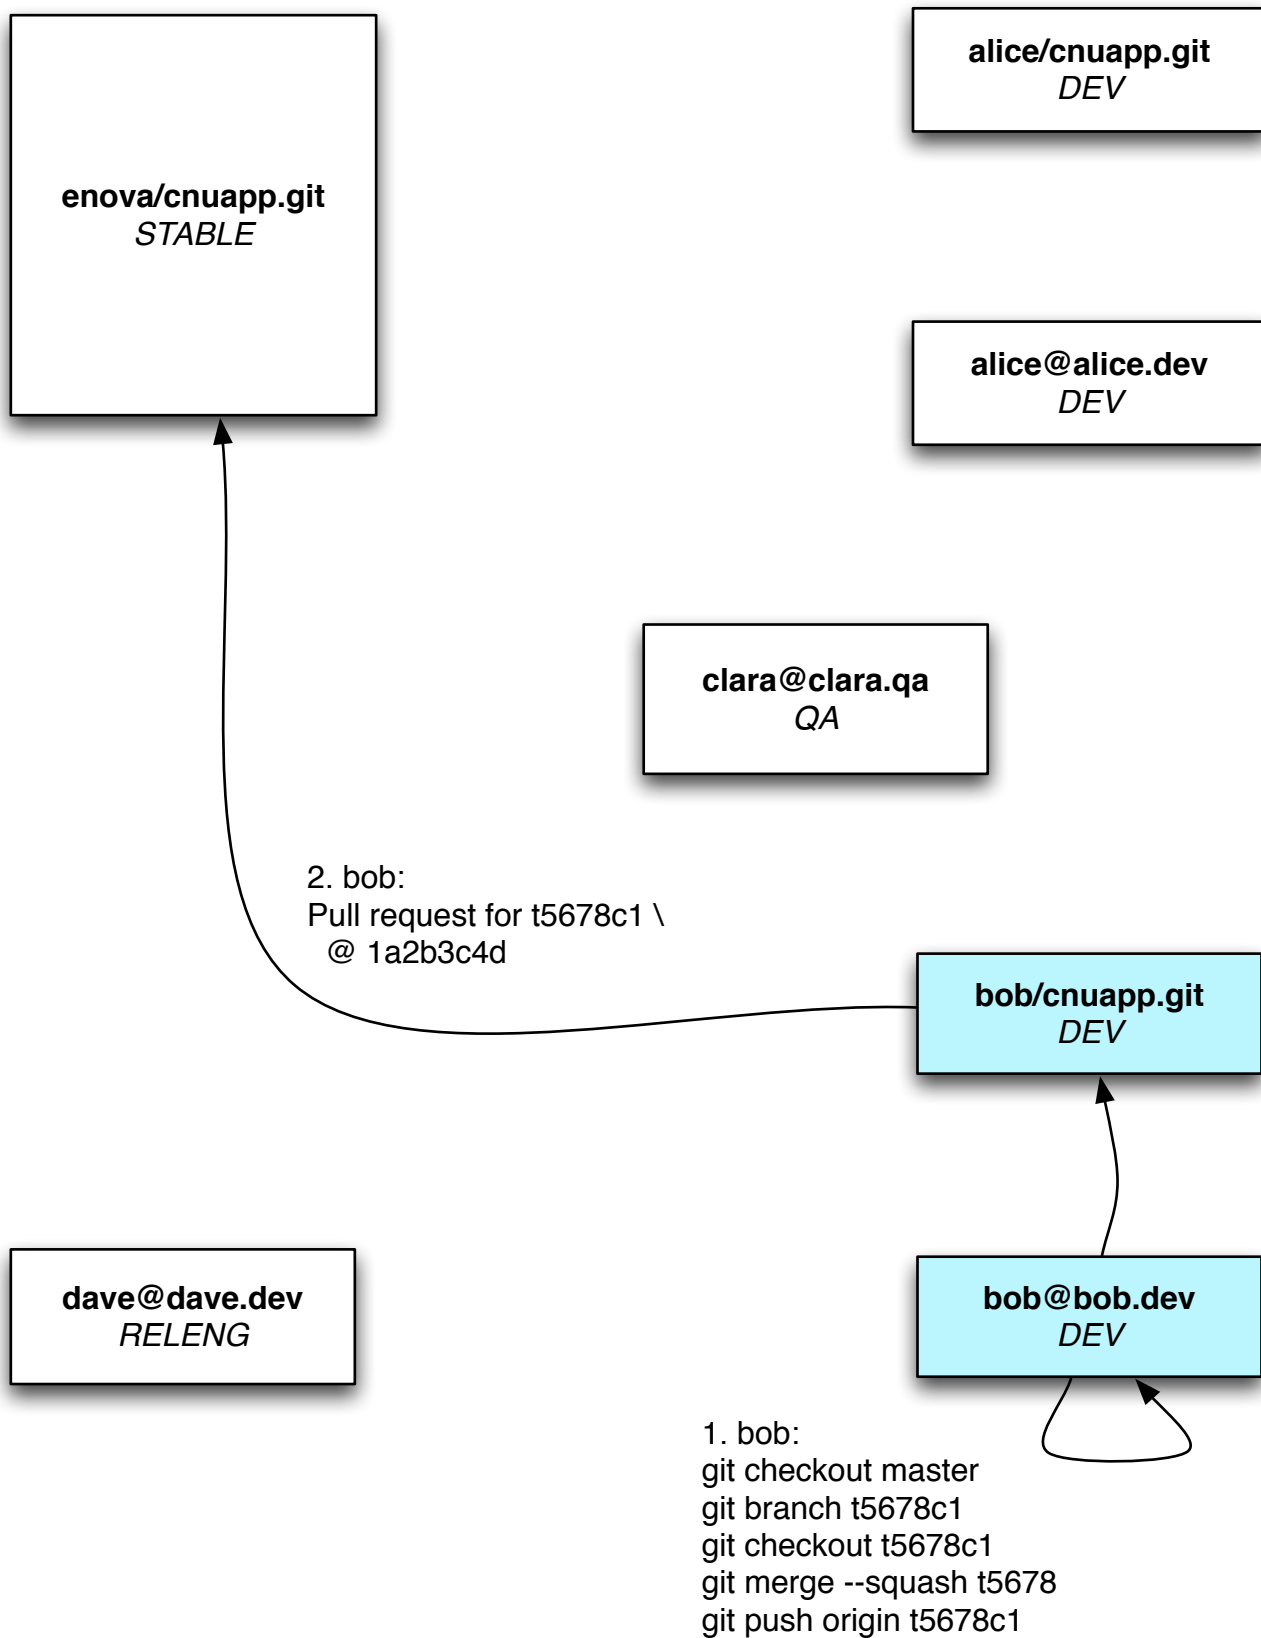 enova/cnuapp.git
STABLE
alice/cnuapp.git
DEV
alice@alice.dev
DEV
clara@clara.qa
QA
2. bob:
Pull request for t5678c1 \
@ 1a2b3c4d
bob/cnuapp.git
DEV
dave@dave.dev
RELENG
bob@bob.dev
DEV
1. bob:
git checkout master
git branch t5678c1
git checkout t5678c1
git merge --squash t5678
git push origin t5678c1